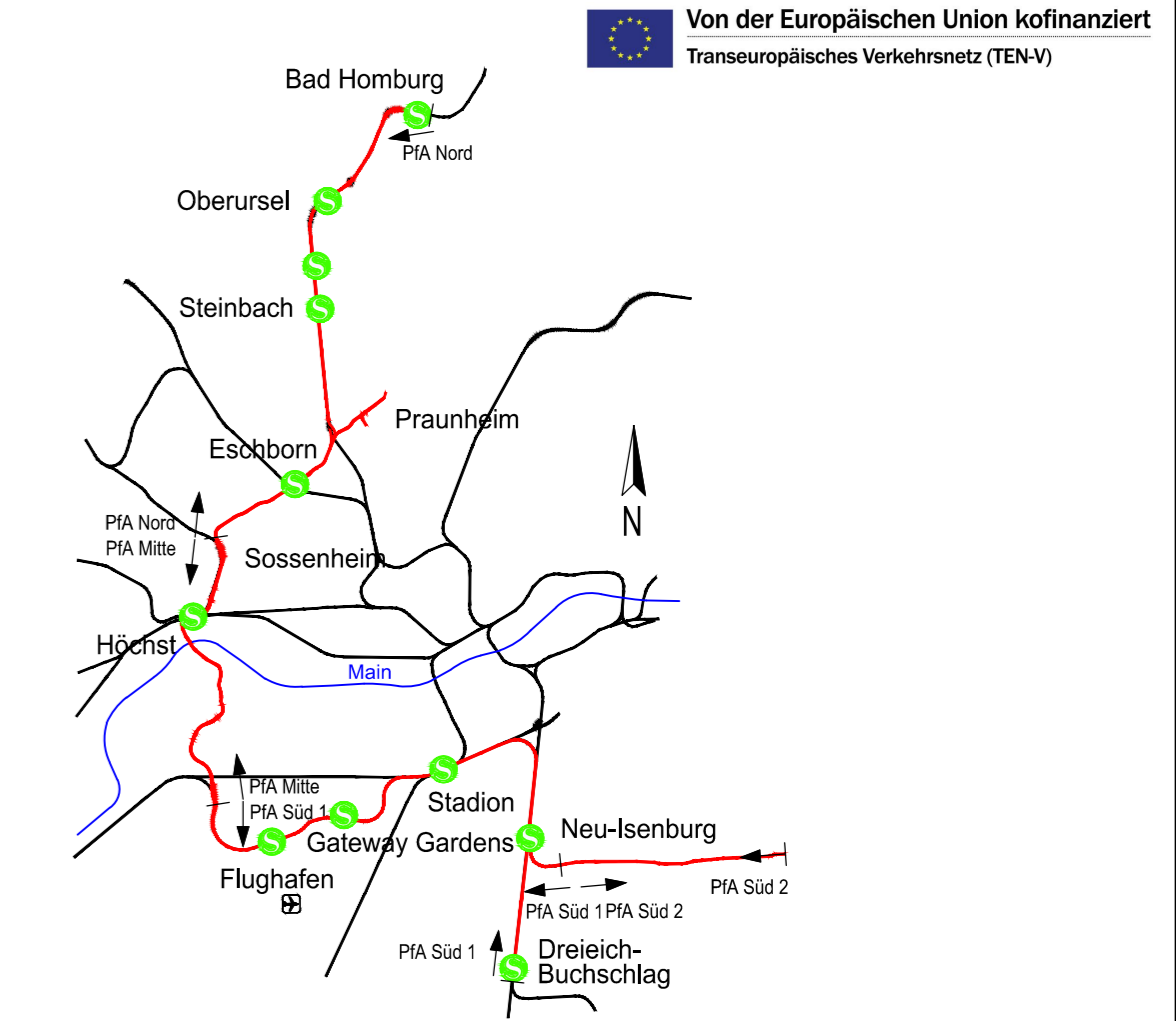 Von der Europäischen Union kofinanziert
Transeuropäisches Verkehrsnetz (TEN-V)
Bad Homburg
PfA Nord
Oberursel
Steinbach
Praunheim
Eschborn
PfA Nord
PfA Mitte
N
Sossenheim
Höchst
Main
PfA Mitte
PfA Süd 1
Stadion
Gateway Gardens
Neu-Isenburg
Flughafen
PfA Süd 2
PfA Süd 1
PfA Süd 2
PfA Süd 1
Dreieich-
Buchschlag